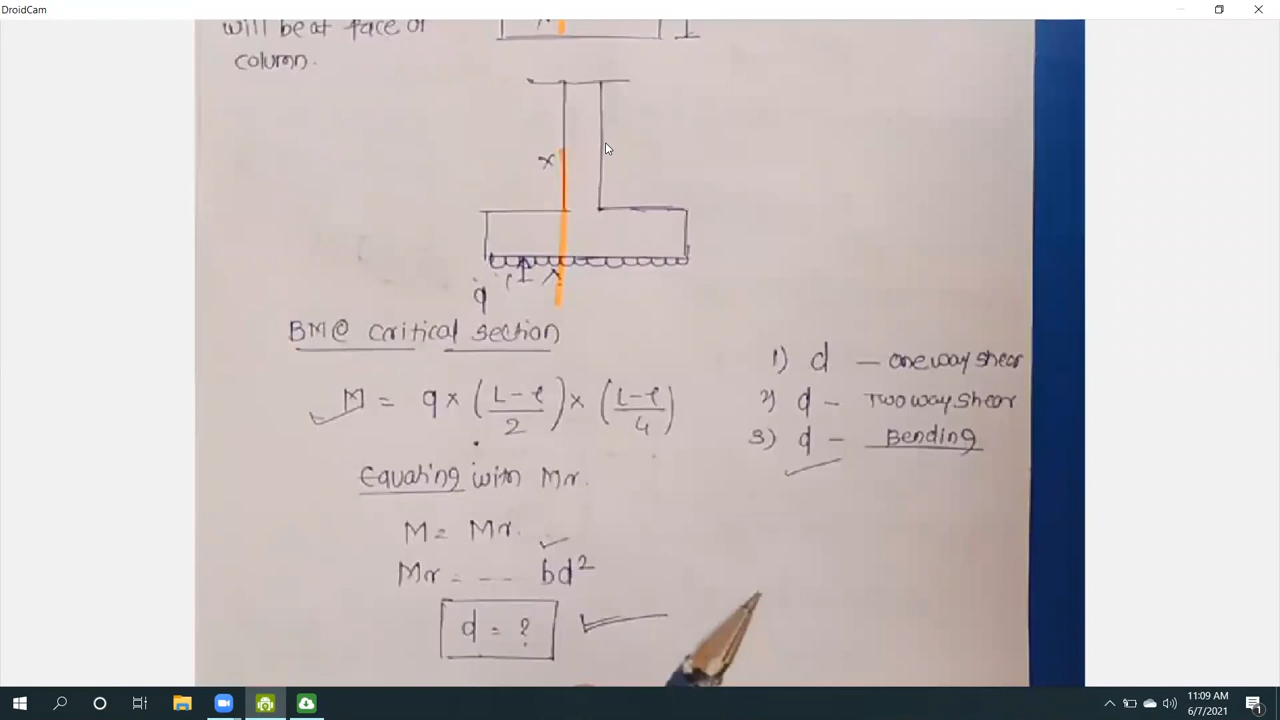 DroidCam
will be at face of
column.
x
q
BM@ critical section
M = q × (L-l/2) × (L-l/4)
1) d — one way shear
2) d - Two way shear
3) d - Bending
Equating with Mr.
M = Mr.
Mr = --- bd²
d = ?
11:09 AM
6/7/2021
1